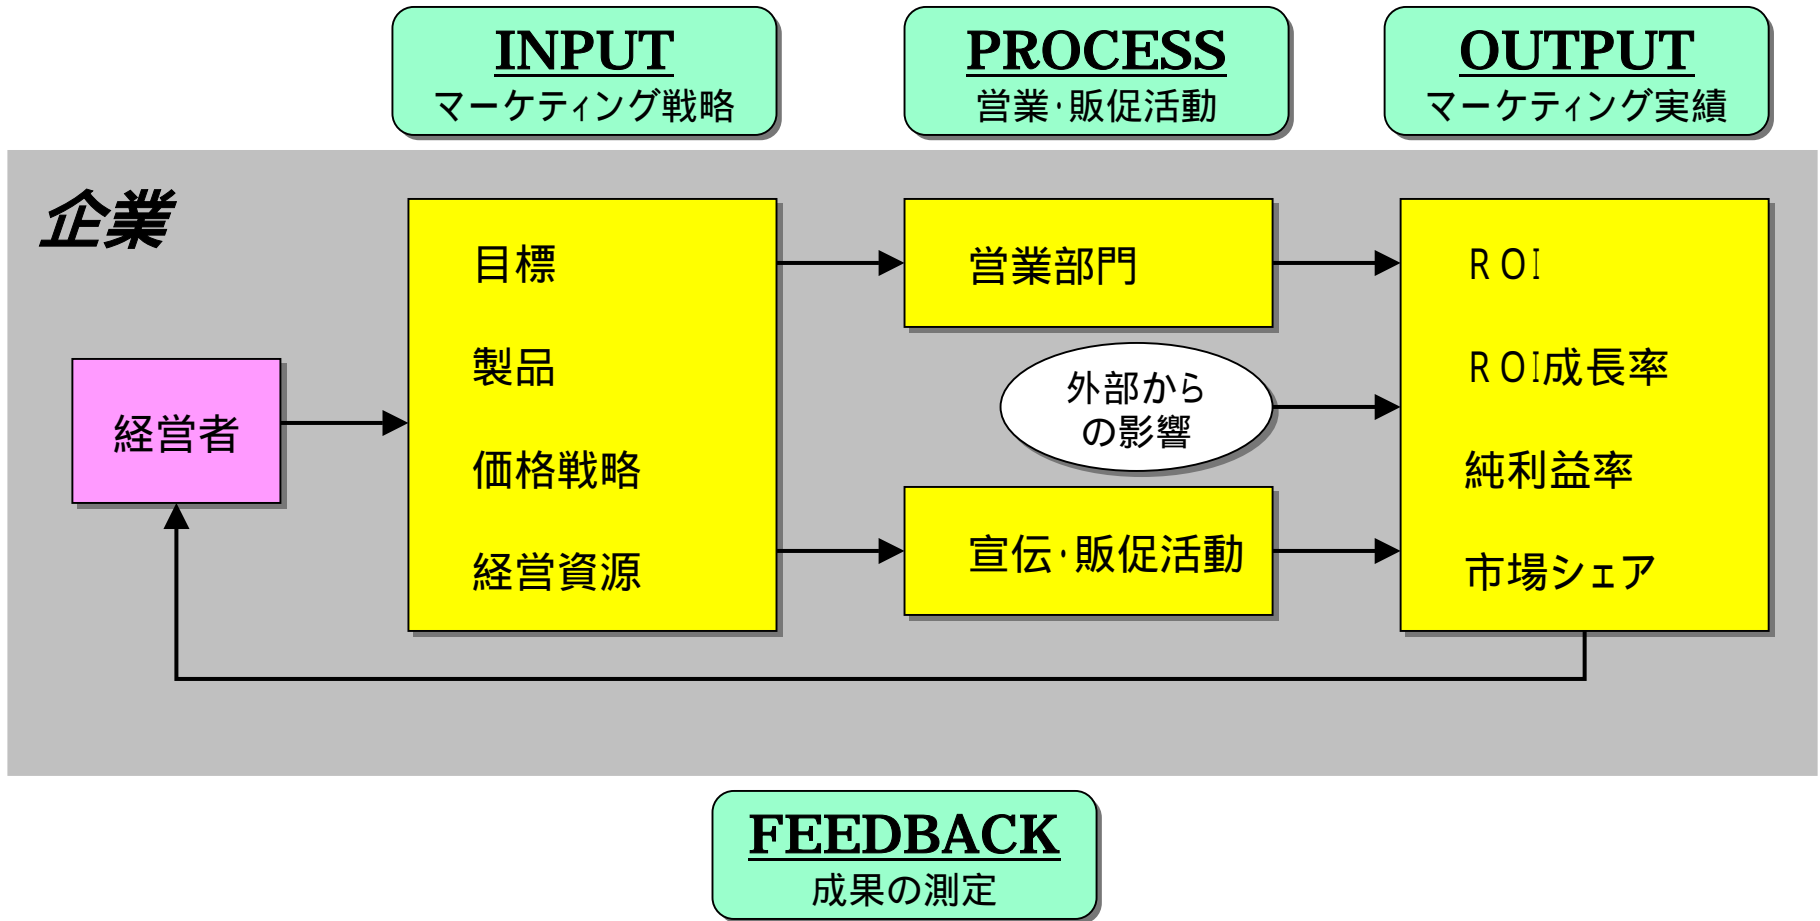 INPUT
マーケティング戦略
PROCESS
営業・販促活動
OUTPUT
マーケティング実績
企業
経営者
目標
製品
価格戦略
経営資源
営業部門
外部から
の影響
宣伝・販促活動
ROI
ROI成長率
純利益率
市場シェア
FEEDBACK
成果の測定